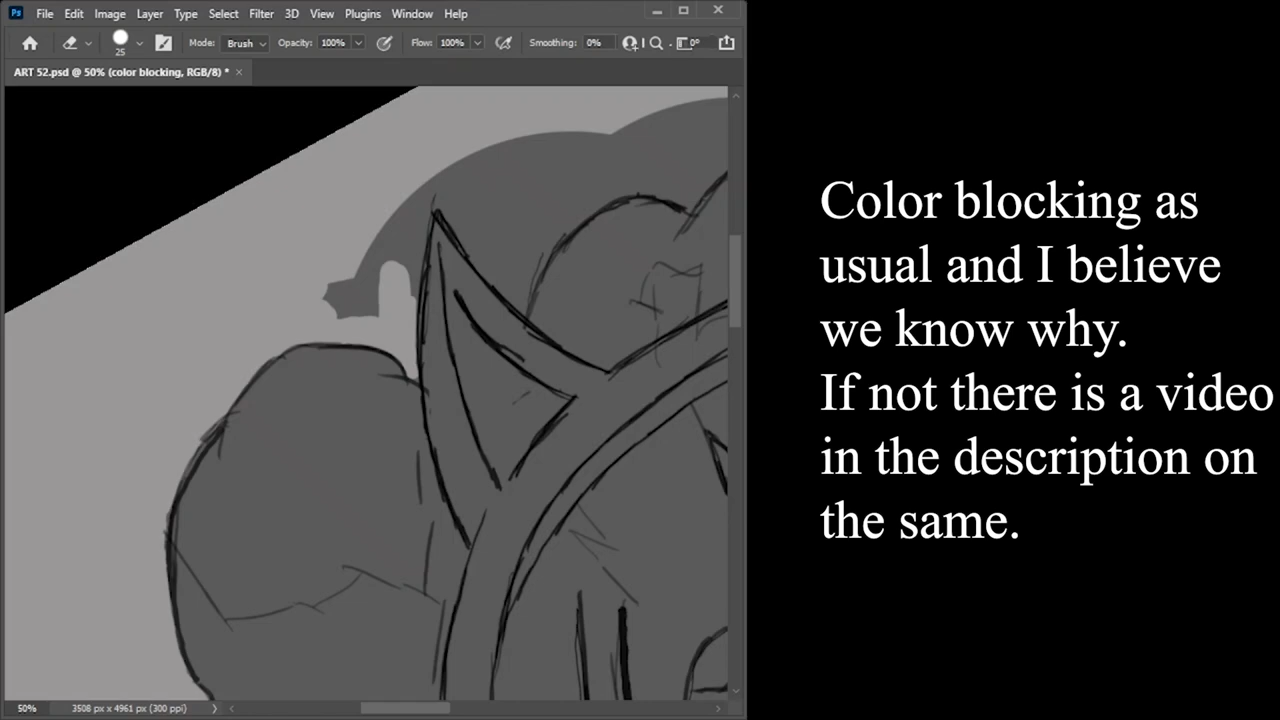 Ps File Edit Image Layer Type Select Filter 3D View Plugins Window Help
25 Mode: Brush Opacity: 100% Flow: 100% Smoothing: 0% 0°
ART 52.psd @ 50% (color blocking, RGB/8) * ×
Color blocking as
usual and I believe
we know why.
If not there is a video
in the description on
the same.
50% 3508 px x 4961 px (300 ppi)